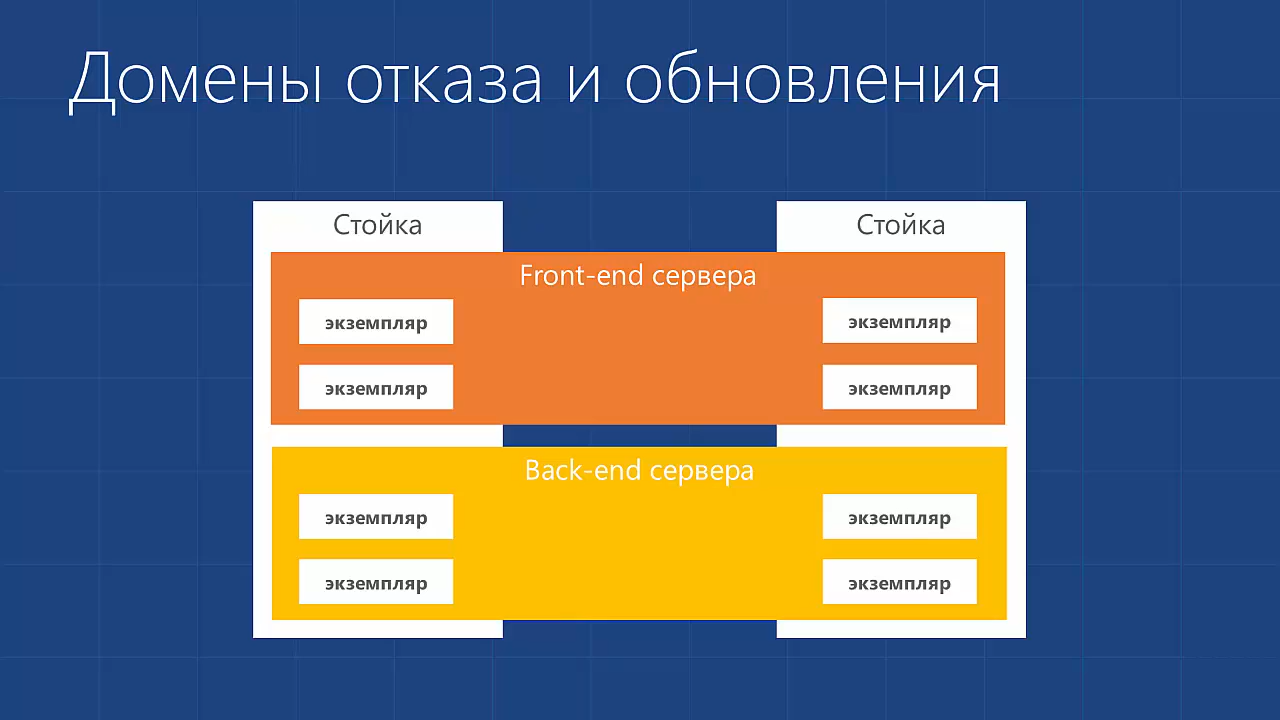 Домены отказа и обновления
Стойка
Стойка
Front-end сервера
экземпляр
экземпляр
экземпляр
экземпляр
Back-end сервера
экземпляр
экземпляр
экземпляр
экземпляр